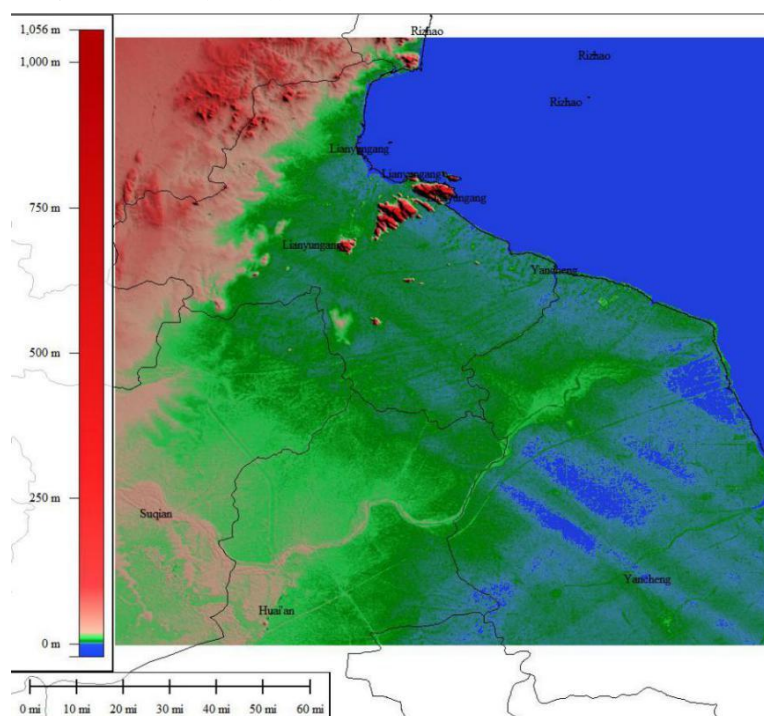 1,056 m
1,000 m
750 m
500 m
250 m
0 m
Rizhao
Rizhao
Rizhao
Lianyungang
Lianyungang
Lianyungang
Lianyungang
Yancheng
Suqian
Yancheng
Huai'an
0 mi 10 mi 20 mi 30 mi 40 mi 50 mi 60 mi